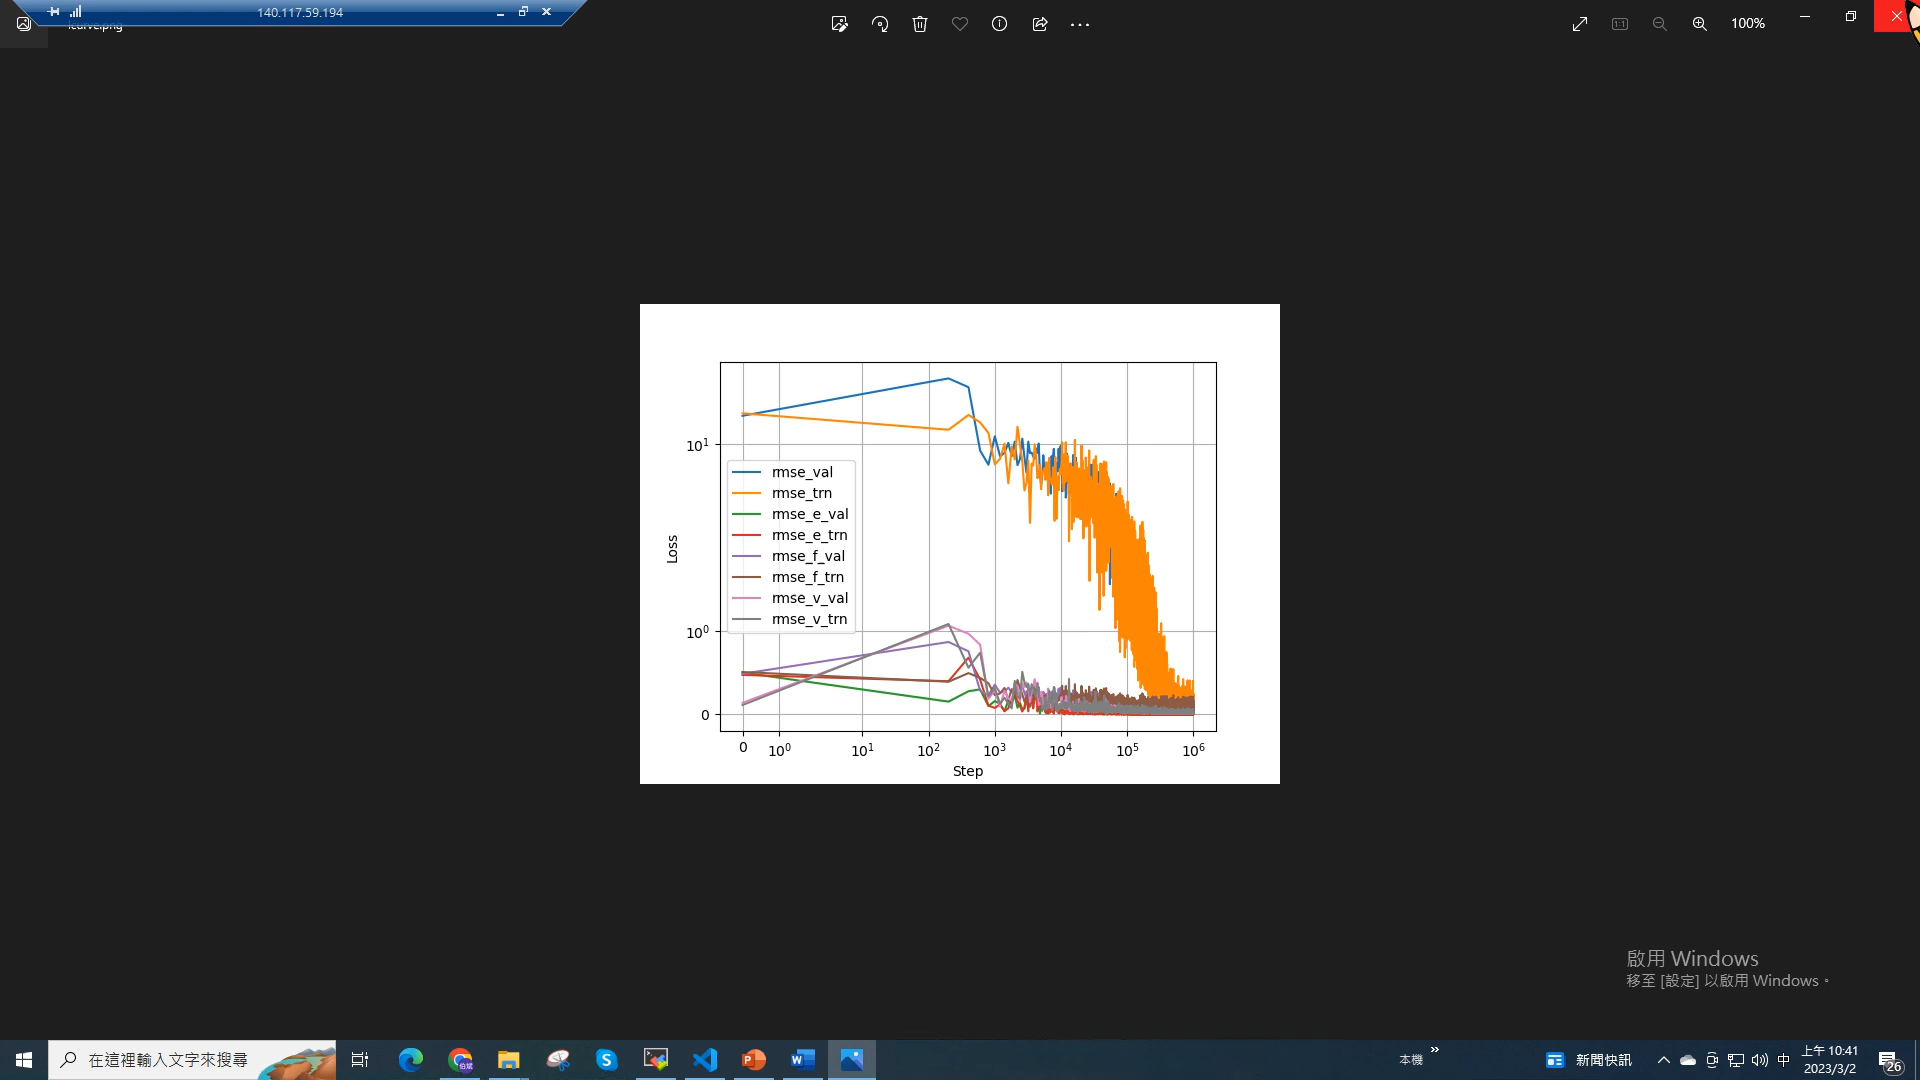 140.117.59.194
lcurve.png
100%
rmse_val
rmse_trn
rmse_e_val
rmse_e_trn
rmse_f_val
rmse_f_trn
rmse_v_val
rmse_v_trn
Loss
10¹
10⁰
0
0 10⁰ 10¹ 10² 10³ 10⁴ 10⁵ 10⁶
Step
啟用 Windows
移至 [設定] 以啟用 Windows。
在這裡輸入文字來搜尋
本機 »
新聞快訊
中
上午 10:41
2023/3/2
26